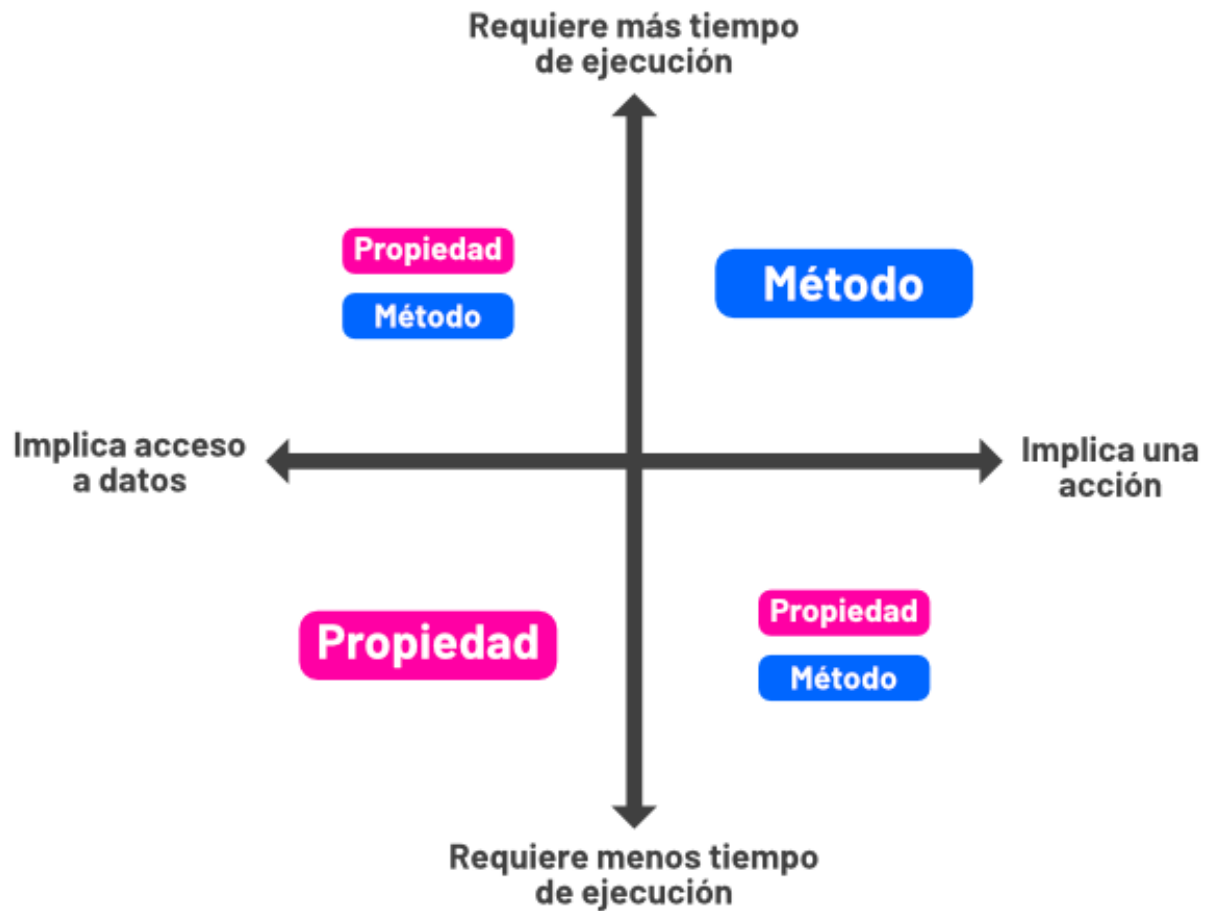 Requiere más tiempo
de ejecución
Propiedad
Método
Método
Implica acceso
a datos
Implica una
acción
Propiedad
Propiedad
Método
Requiere menos tiempo
de ejecución